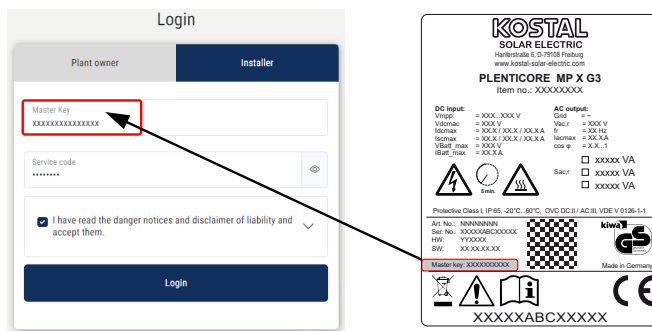 Login
Plant owner
Installer
Master Key
xxxxxxxxxxxxxxx
Service code
••••••••
I have read the danger notices and disclaimer of liability and
accept them.
Login
KOSTAL
SOLAR ELECTRIC
Hanferstraße 6, D-79108 Freiburg
www.kostal-solar-electric.com
PLENTICORE MP X G3
Item no.: XXXXXXXX
DC input:
Vmpp: = XXX...XXX V
Vdcmac = XXX V
Idcmax = XX.X / XX.X / XX.X A
Iscmax = XX.X / XX.X / XX.X A
VBatt_max = XXX V
IBatt_max = XX.X A
AC output:
Grid = ~
Vac,r = XXX V
fr = XX Hz
Iacmax = XX.X A
cos φ = X.X...1
Sac,r
xxxxx VA
xxxxx VA
xxxxx VA
5 min.
Protective Class I, IP 65, -20°C...60°C, OVC DC:II / AC:III, VDE V 0126-1-1
Art. No.: NNNNNNNN
Ser. No.: XXXXXABCXXXXX
HW: YYXXXX
SW: XX.XX.XX.XX
Master key: XXXXXXXXXX
kiwa
GS
Made in Germany
i
CE
XXXXXABCXXXXX